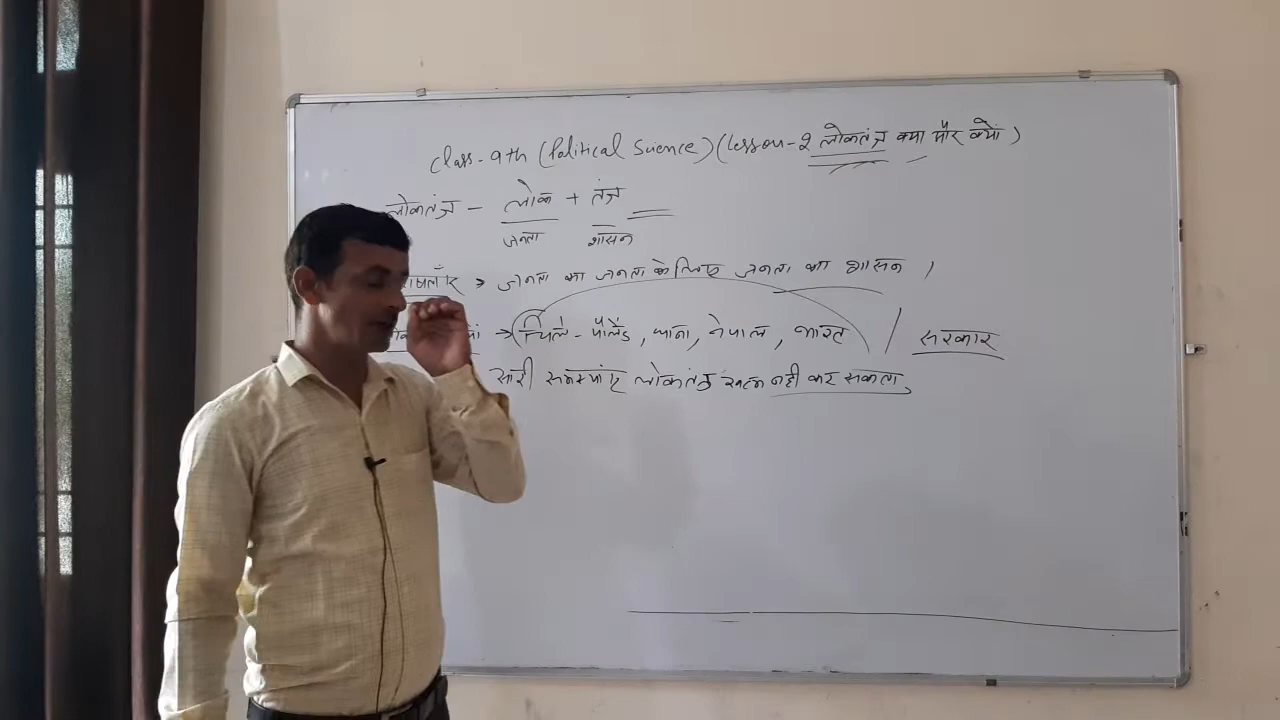 Class-9th (Political Science) (Lesson-2 लोकतंत्र क्या और क्यों)
लोकतंत्र - लोक + तंत्र
जनता शासन
जनता का जनता के लिए जनता का शासन ।
चिले - पौलैंड, घाना, नेपाल, भारत / सरकार
सारी समस्याएं लोकतंत्र खत्म नही कर सकता